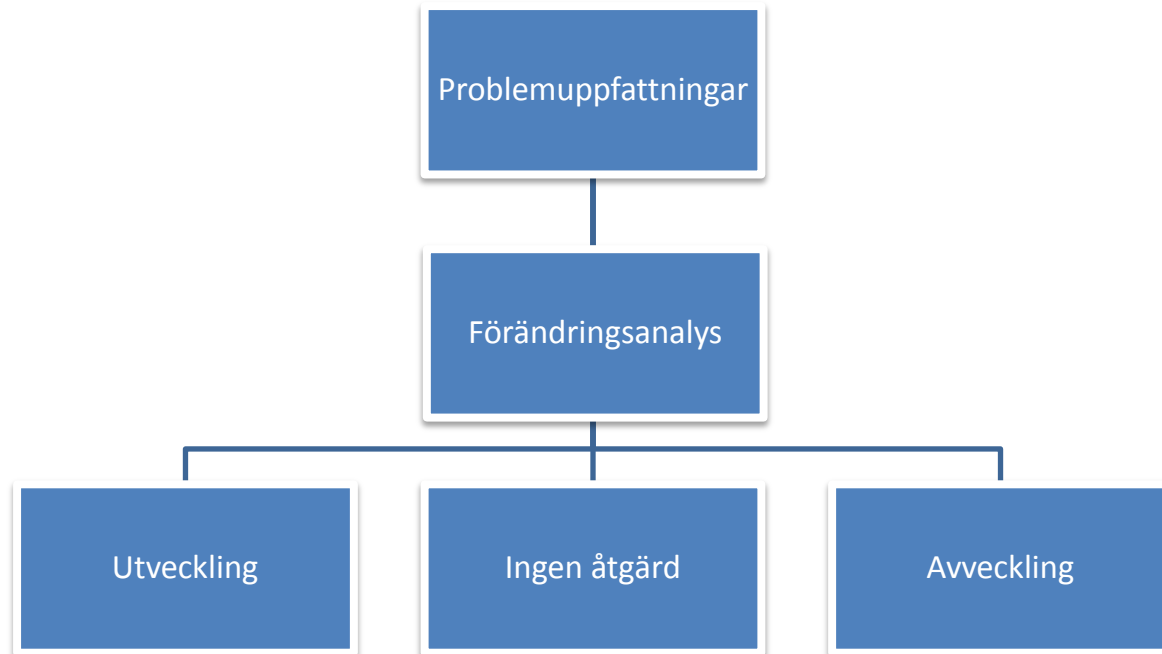 Problemuppfattningar
Förändringsanalys
Utveckling
Ingen åtgärd
Avveckling